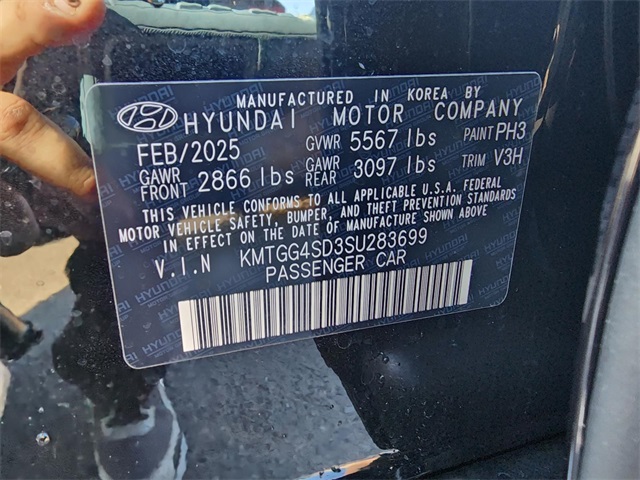 MANUFACTURED IN KOREA BY
HYUNDAI MOTOR COMPANY
FEB/2025 GVWR 5567 lbs PAINT PH3
GAWR FRONT 2866 lbs GAWR REAR 3097 lbs TRIM V3H
THIS VEHICLE CONFORMS TO ALL APPLICABLE U.S.A. FEDERAL
MOTOR VEHICLE SAFETY, BUMPER, AND THEFT PREVENTION STANDARDS
IN EFFECT ON THE DATE OF MANUFACTURE SHOWN ABOVE
V.I.N KMTGG4SD3SU283699
PASSENGER CAR